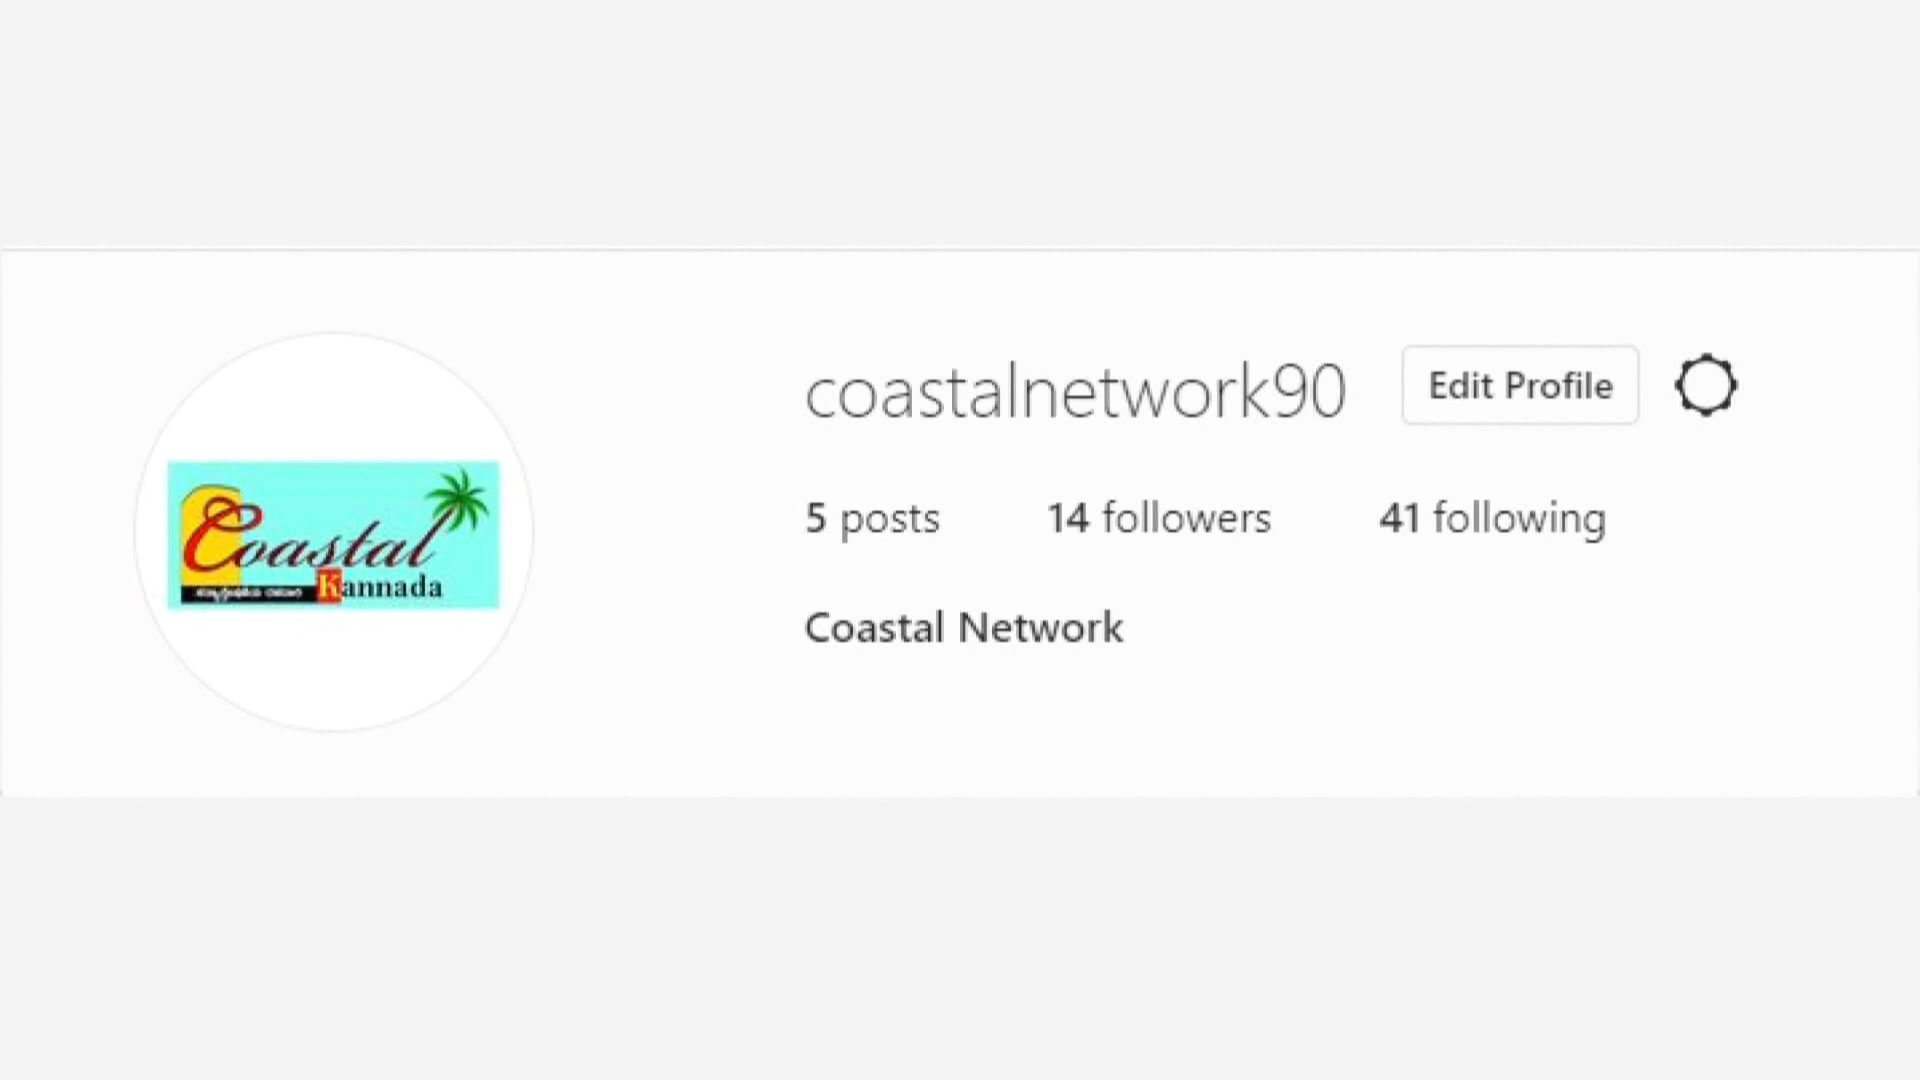 coastalnetwork90
Edit Profile
5 posts
14 followers
41 following
Coastal Network
Coastal
Kannada